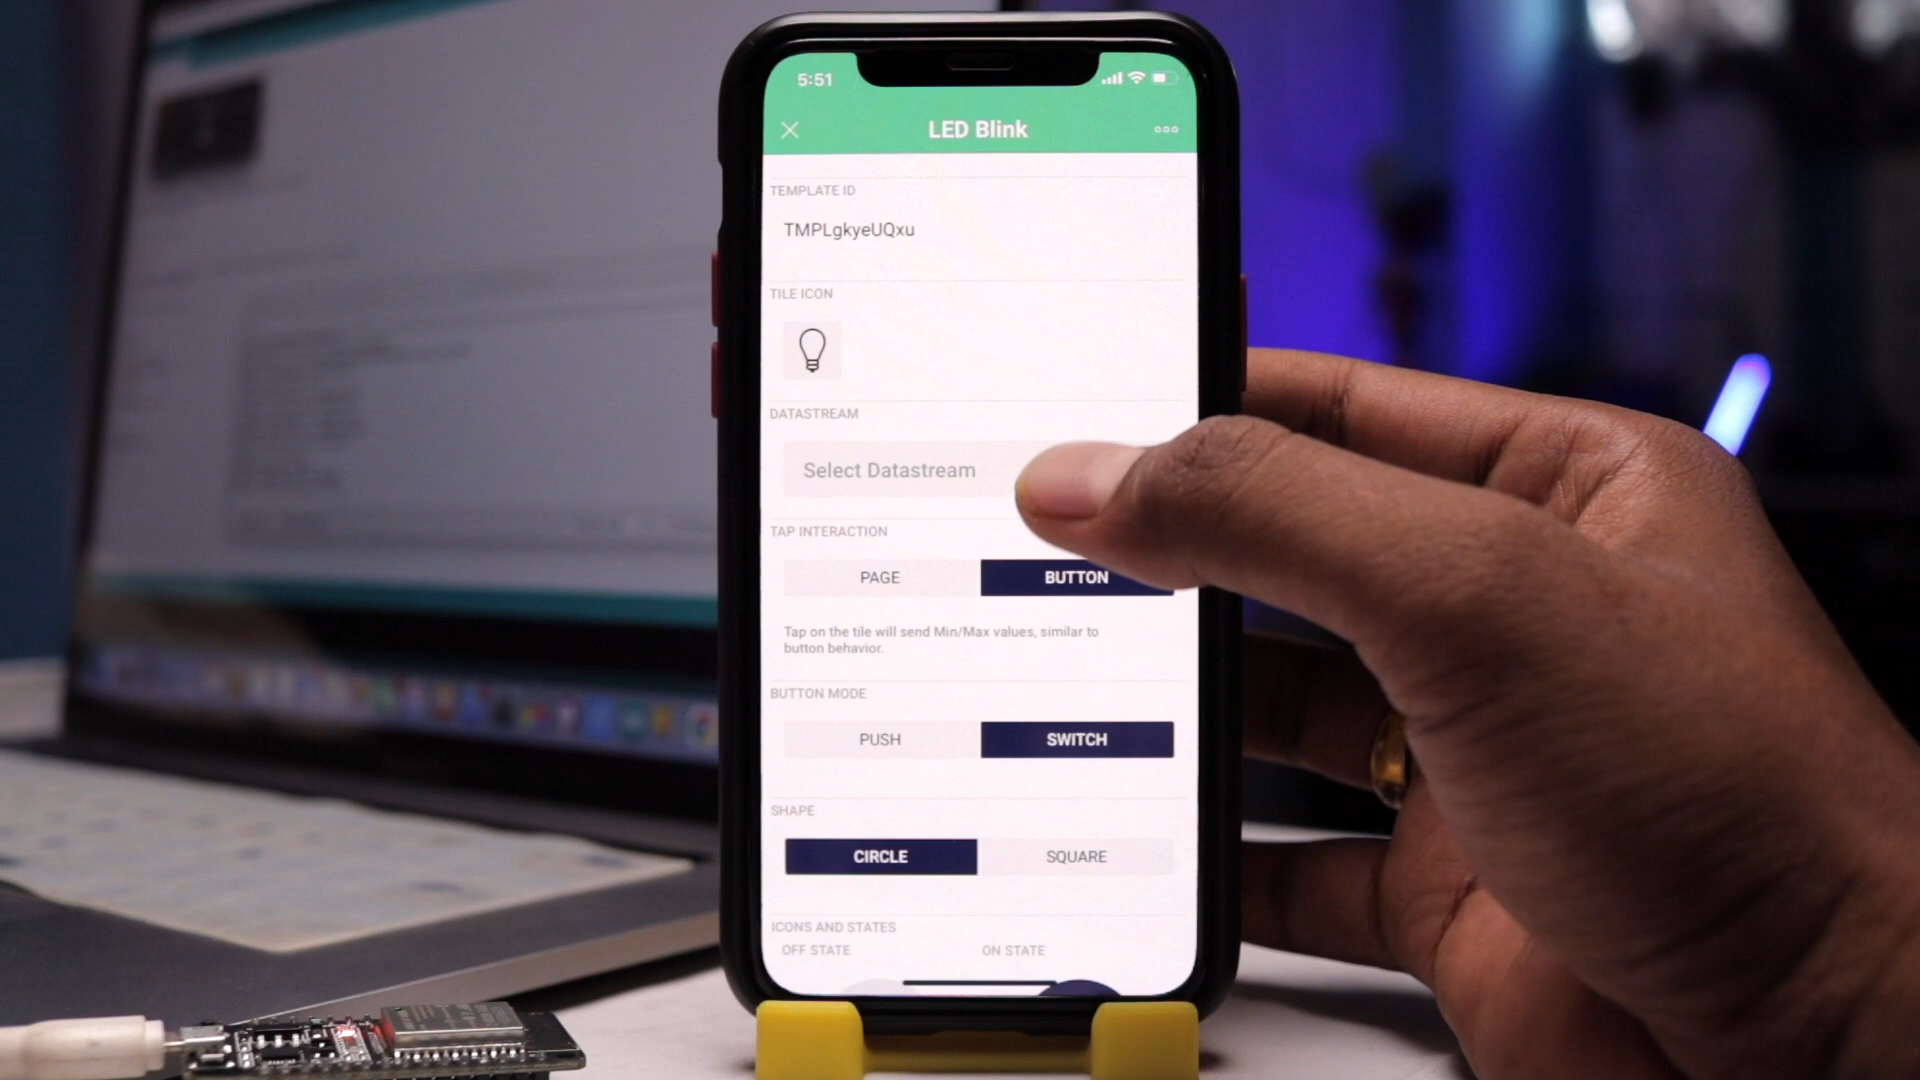 5:51
LED Blink
TEMPLATE ID
TMPLgkyeUQxu
TILE ICON
DATASTREAM
Select Datastream
TAP INTERACTION
PAGE BUTTON
Tap on the tile will send Min/Max values, similar to
button behavior.
BUTTON MODE
PUSH SWITCH
SHAPE
CIRCLE SQUARE
ICONS AND STATES
OFF STATE ON STATE